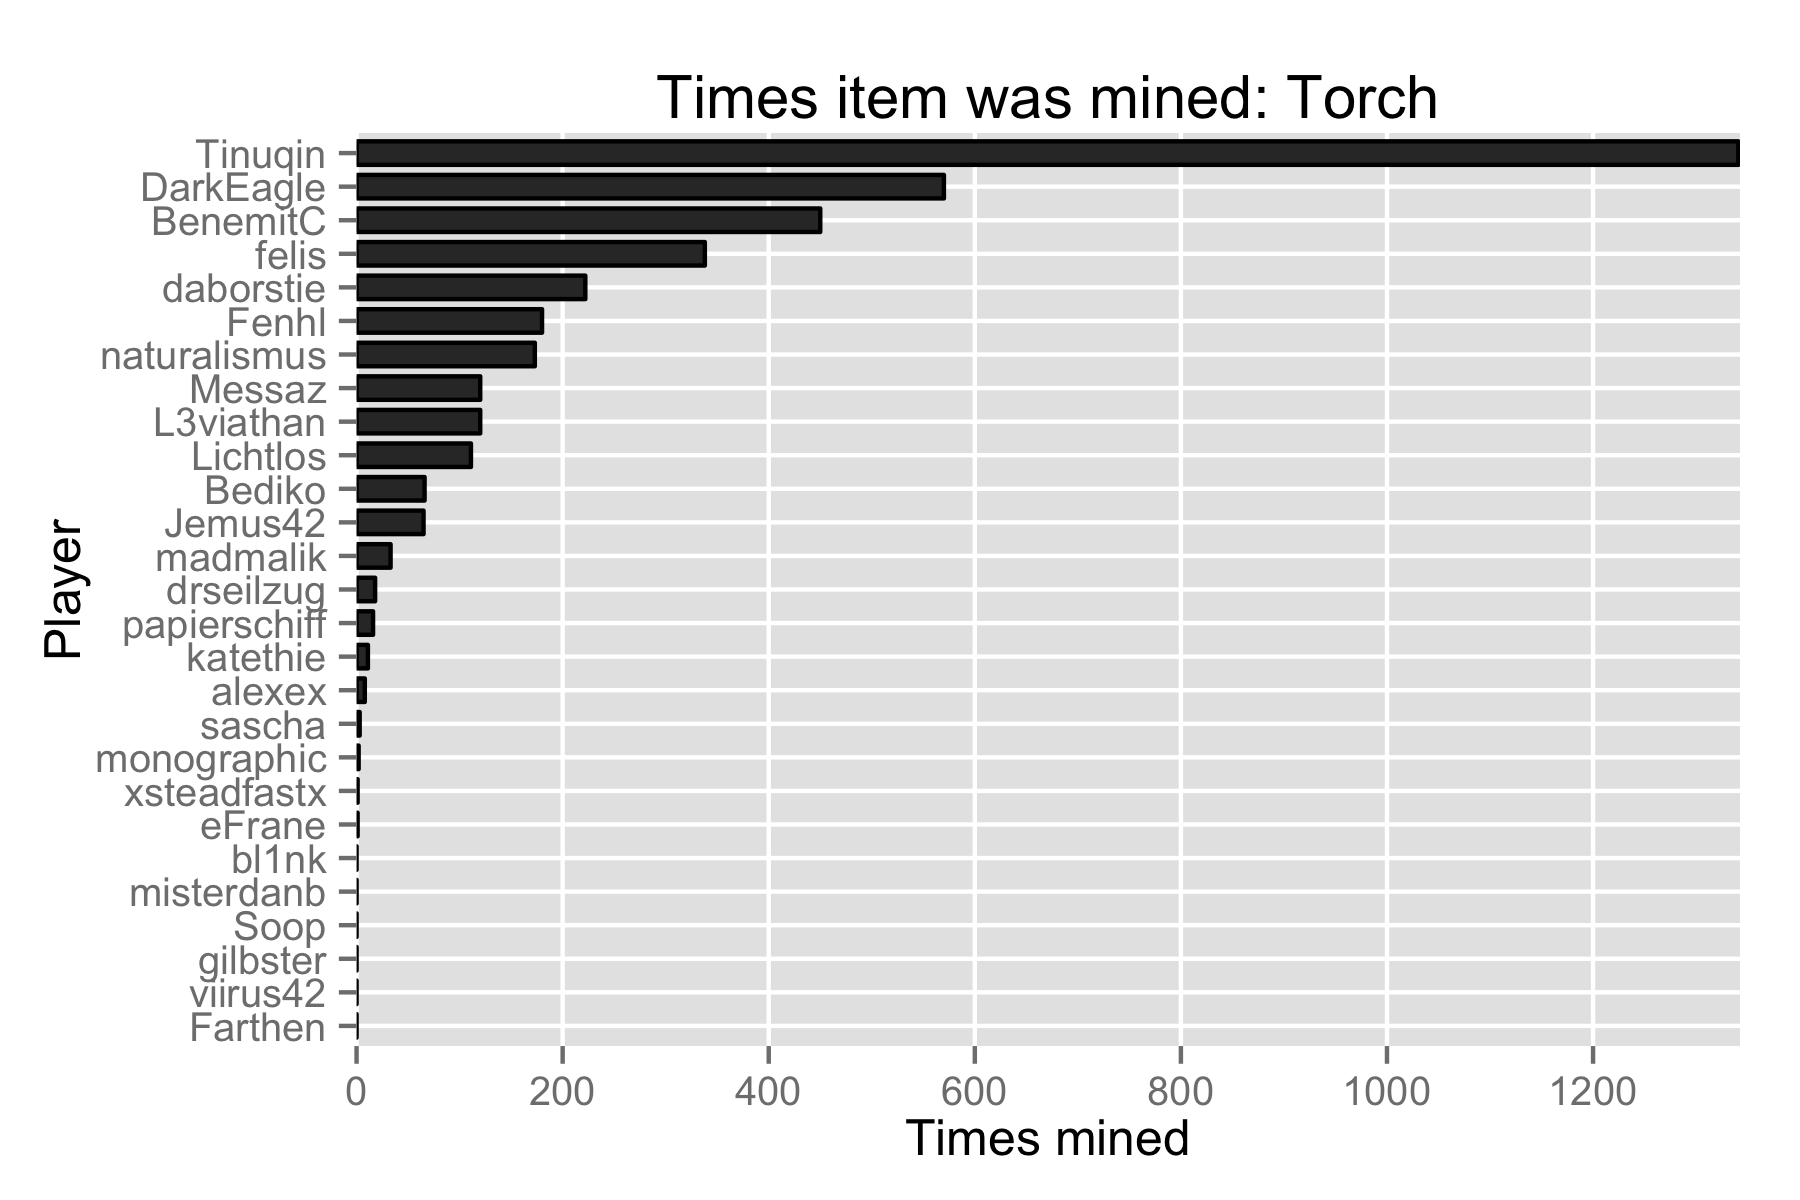 Times item was mined: Torch
Tinuqin
DarkEagle
BenemitC
felis
daborstie
Fenhl
naturalismus
Messaz
L3viathan
Lichtlos
Bediko
Jemus42
madmalik
drseilzug
papierschiff
katethie
alexex
sascha
monographic
xsteadfastx
eFrane
bl1nk
misterdanb
Soop
gilbster
viirus42
Farthen
Player
0 200 400 600 800 1000 1200
Times mined